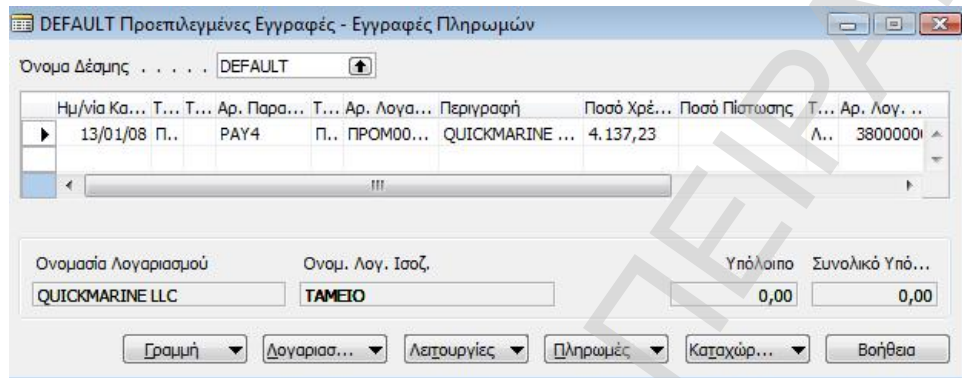 DEFAULT Προεπιλεγμένες Εγγραφές - Εγγραφές Πληρωμών
Όνομα Δέσμης . . . . . DEFAULT
Ημ/νία Κα... Τ... Τ... Αρ. Παρα... Τ... Αρ. Λογα... Περιγραφή Ποσό Χρέ... Ποσό Πίστωσης Τ... Αρ. Λογ. ...
13/01/08 Π.. PAY4 Π.. ΠΡΟΜ00... QUICKMARINE ... 4.137,23 Λ.. 3800000
Ονομασία Λογαριασμού Ονομ. Λογ. Ισοζ. Υπόλοιπο Συνολικό Υπό...
QUICKMARINE LLC ΤΑΜΕΙΟ 0,00 0,00
Γραμμή Λογαριασ... Λειτουργίες Πληρωμές Καταχώρ... Βοήθεια
ΠΕΙΡΑ